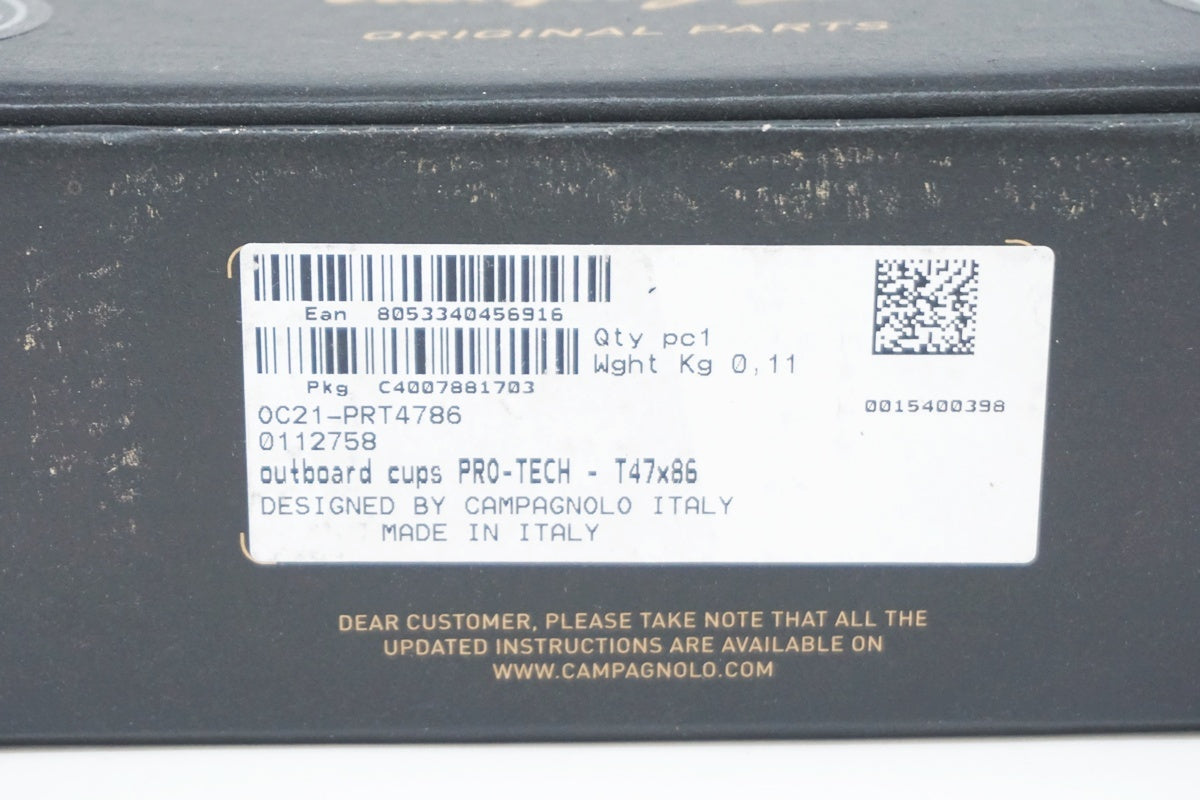 ORIGINAL PARTS
Ean 8053340456916
Qty pc1
Wght Kg 0,11
Pkg C4007881703
0015400398
OC21-PRT4786
0112758
outboard cups PRO-TECH - T47x86
DESIGNED BY CAMPAGNOLO ITALY
MADE IN ITALY
DEAR CUSTOMER, PLEASE TAKE NOTE THAT ALL THE
UPDATED INSTRUCTIONS ARE AVAILABLE ON
WWW.CAMPAGNOLO.COM